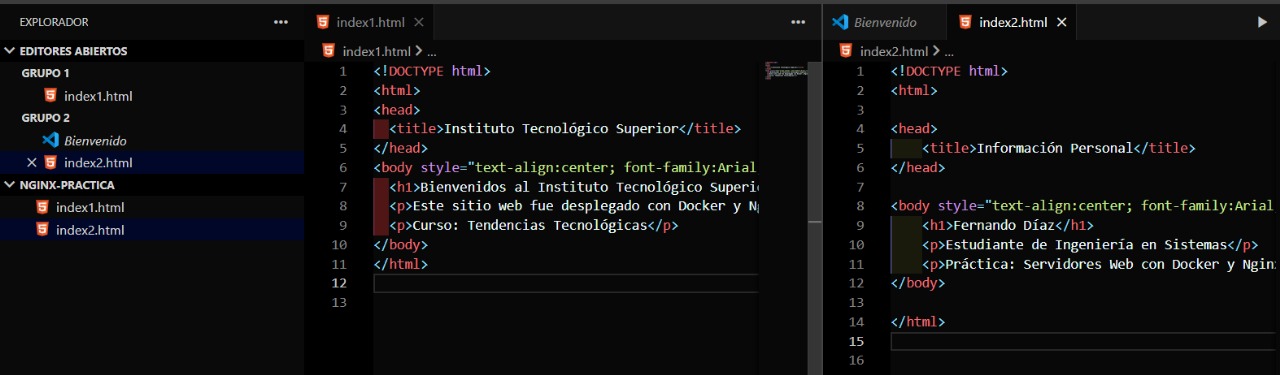 EXPLORADOR
EDITORES ABIERTOS
GRUPO 1
index1.html
GRUPO 2
Bienvenido
index2.html
NGINX-PRACTICA
index1.html
index2.html
index1.html
index1.html > ...
1 <!DOCTYPE html>
2 <html>
3 <head>
4 <title>Instituto Tecnológico Superior</title>
5 </head>
6 <body style="text-align:center; font-family:Arial
7 <h1>Bienvenidos al Instituto Tecnológico Superio
8 <p>Este sitio web fue desplegado con Docker y Ng
9 <p>Curso: Tendencias Tecnológicas</p>
10 </body>
11 </html>
12
13
Bienvenido
index2.html
index2.html > ...
1 <!DOCTYPE html>
2 <html>
3
4 <head>
5 <title>Información Personal</title>
6 </head>
7
8 <body style="text-align:center; font-family:Arial
9 <h1>Fernando Díaz</h1>
10 <p>Estudiante de Ingeniería en Sistemas</p>
11 <p>Práctica: Servidores Web con Docker y Ngin
12 </body>
13
14 </html>
15
16